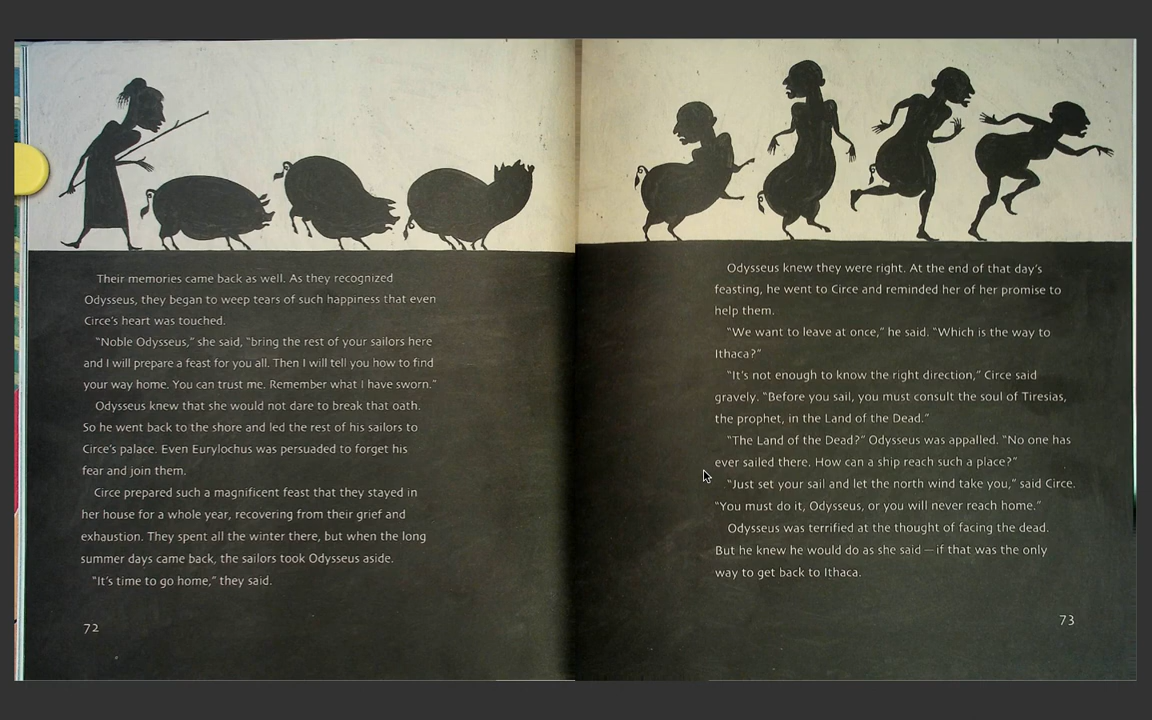 Their memories came back as well. As they recognized
Odysseus, they began to weep tears of such happiness that even
Circe's heart was touched.
“Noble Odysseus,” she said, “bring the rest of your sailors here
and I will prepare a feast for you all. Then I will tell you how to find
your way home. You can trust me. Remember what I have sworn.”
Odysseus knew that she would not dare to break that oath.
So he went back to the shore and led the rest of his sailors to
Circe's palace. Even Eurylochus was persuaded to forget his
fear and join them.
Circe prepared such a magnificent feast that they stayed in
her house for a whole year, recovering from their grief and
exhaustion. They spent all the winter there, but when the long
summer days came back, the sailors took Odysseus aside.
“It's time to go home,” they said.
72
Odysseus knew they were right. At the end of that day's
feasting, he went to Circe and reminded her of her promise to
help them.
“We want to leave at once,” he said. “Which is the way to
Ithaca?”
“It's not enough to know the right direction,” Circe said
gravely. “Before you sail, you must consult the soul of Tiresias,
the prophet, in the Land of the Dead.”
“The Land of the Dead?” Odysseus was appalled. “No one has
ever sailed there. How can a ship reach such a place?”
“Just set your sail and let the north wind take you,” said Circe.
“You must do it, Odysseus, or you will never reach home.”
Odysseus was terrified at the thought of facing the dead.
But he knew he would do as she said – if that was the only
way to get back to Ithaca.
73